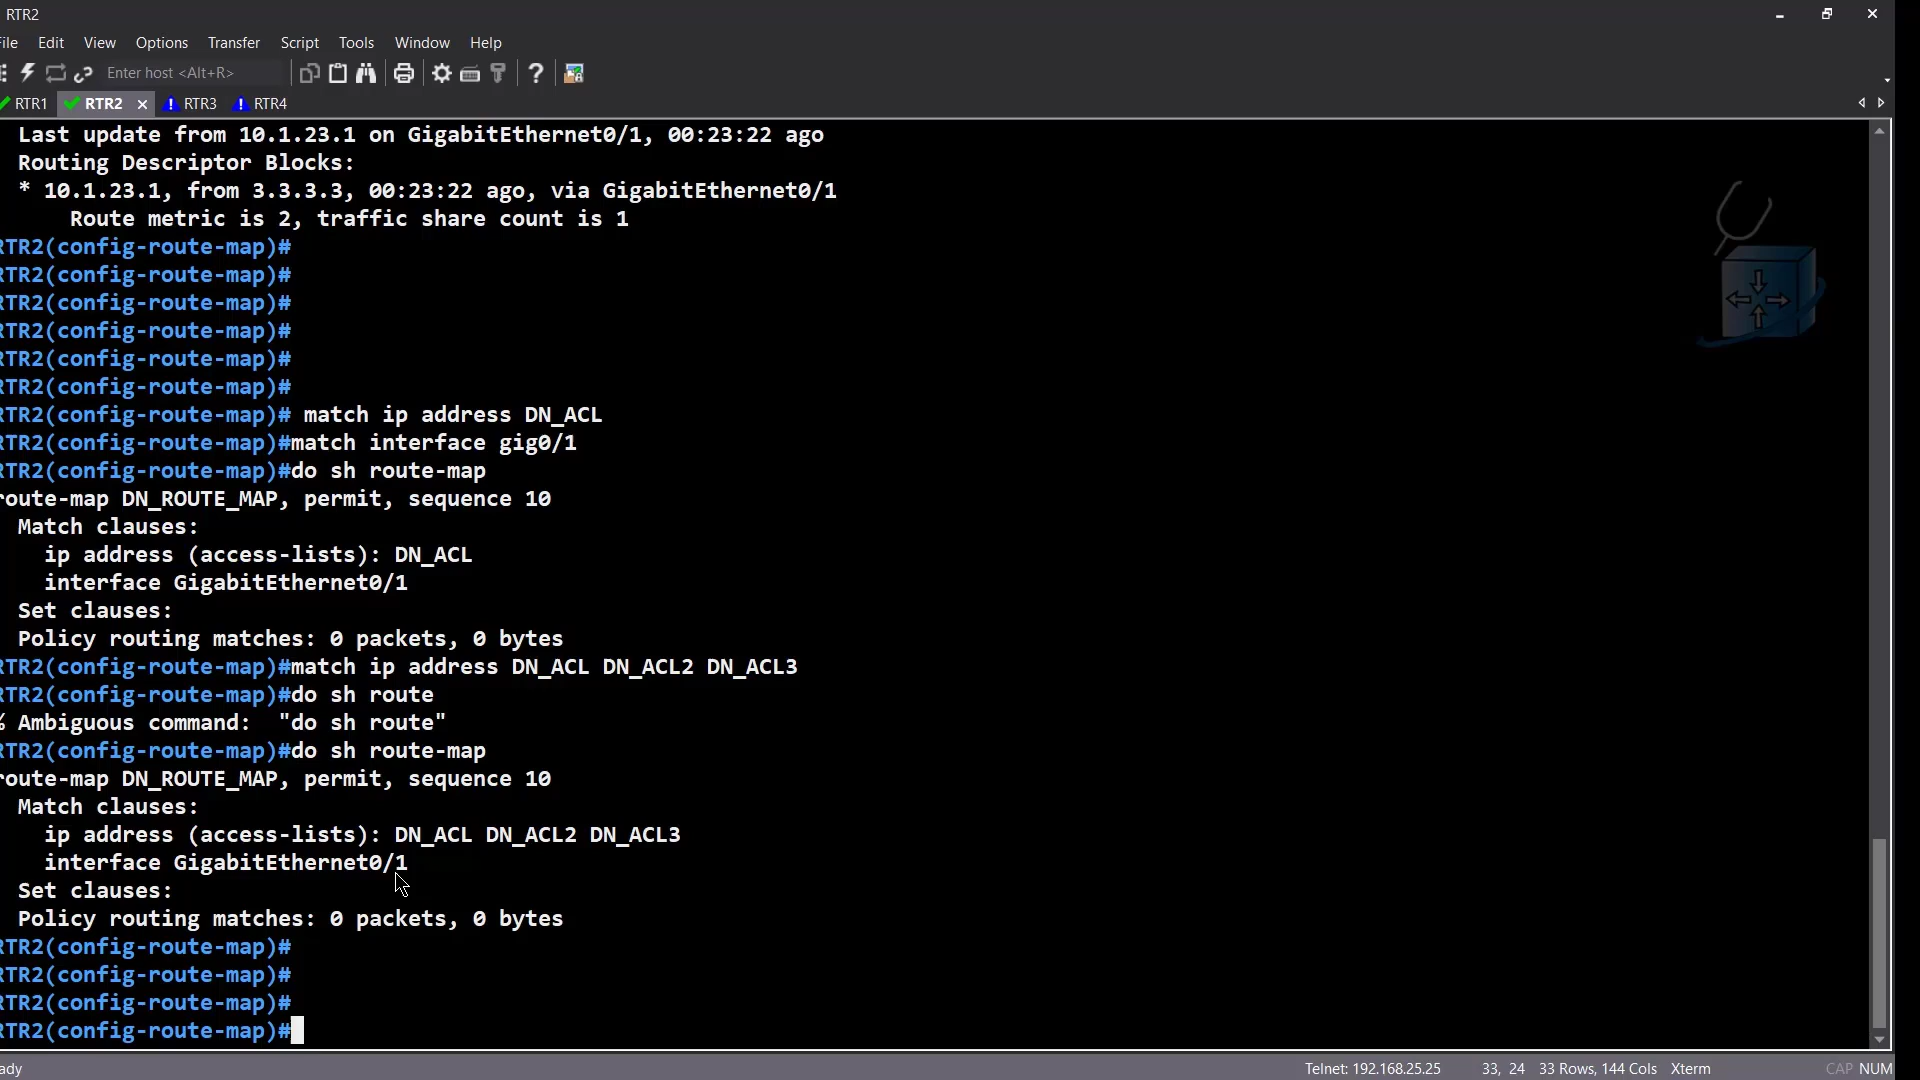 RTR2
File Edit View Options Transfer Script Tools Window Help
Enter host <Alt+R>
RTR1 RTR2 RTR3 RTR4
Last update from 10.1.23.1 on GigabitEthernet0/1, 00:23:22 ago
Routing Descriptor Blocks:
* 10.1.23.1, from 3.3.3.3, 00:23:22 ago, via GigabitEthernet0/1
Route metric is 2, traffic share count is 1
RTR2(config-route-map)#
RTR2(config-route-map)#
RTR2(config-route-map)#
RTR2(config-route-map)#
RTR2(config-route-map)#
RTR2(config-route-map)#
RTR2(config-route-map)# match ip address DN_ACL
RTR2(config-route-map)#match interface gig0/1
RTR2(config-route-map)#do sh route-map
route-map DN_ROUTE_MAP, permit, sequence 10
Match clauses:
ip address (access-lists): DN_ACL
interface GigabitEthernet0/1
Set clauses:
Policy routing matches: 0 packets, 0 bytes
RTR2(config-route-map)#match ip address DN_ACL DN_ACL2 DN_ACL3
RTR2(config-route-map)#do sh route
% Ambiguous command:  "do sh route"
RTR2(config-route-map)#do sh route-map
route-map DN_ROUTE_MAP, permit, sequence 10
Match clauses:
ip address (access-lists): DN_ACL DN_ACL2 DN_ACL3
interface GigabitEthernet0/1
Set clauses:
Policy routing matches: 0 packets, 0 bytes
RTR2(config-route-map)#
RTR2(config-route-map)#
RTR2(config-route-map)#
RTR2(config-route-map)#
ady Telnet: 192.168.25.25 33, 24 33 Rows, 144 Cols Xterm CAP NUM